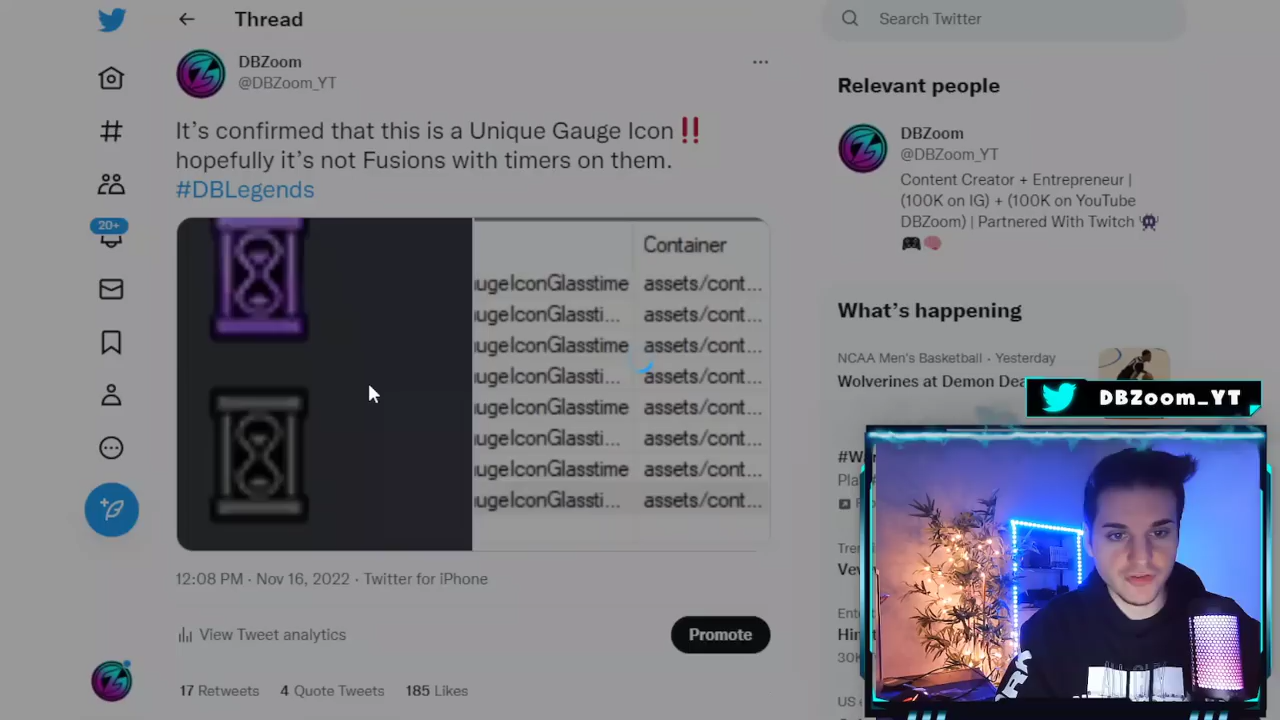 Thread
Search Twitter
DBZoom
@DBZoom_YT
It's confirmed that this is a Unique Gauge Icon‼️
hopefully it's not Fusions with timers on them.
#DBLegends
Container
ugeIconGlasstime assets/cont...
ugeIconGlassti... assets/cont...
ugeIconGlasstime assets/cont...
ugeIconGlassti... assets/cont...
ugeIconGlasstime assets/cont...
ugeIconGlassti... assets/cont...
ugeIconGlasstime assets/cont...
ugeIconGlassti... assets/cont...
12:08 PM · Nov 16, 2022 · Twitter for iPhone
View Tweet analytics
Promote
17 Retweets 4 Quote Tweets 185 Likes
20+
Relevant people
DBZoom
@DBZoom_YT
Content Creator + Entrepreneur |
(100K on IG) + (100K on YouTube
DBZoom) | Partnered With Twitch
What's happening
NCAA Men's Basketball · Yesterday
Wolverines at Demon Dea
DBZoom_YT
30K
US